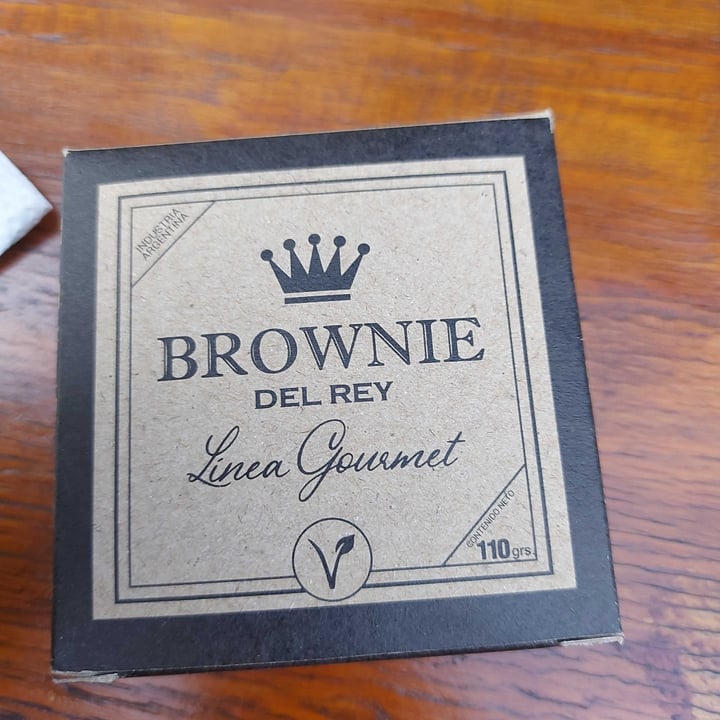 INDUSTRIA
ARGENTINA
BROWNIE
DEL REY
Linea Gourmet
CONTENIDO NETO
110 grs.
V